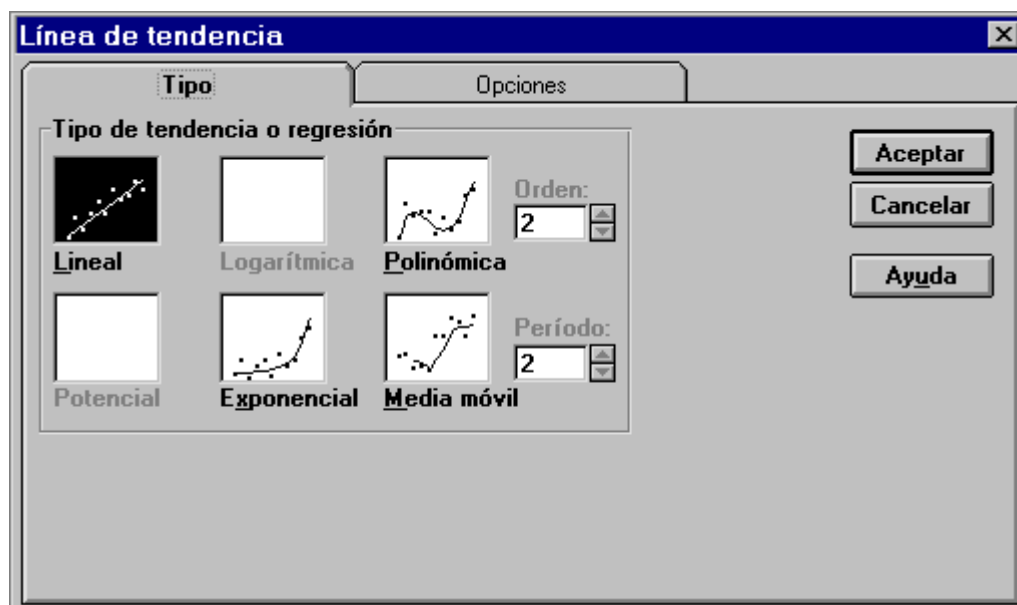 Línea de tendencia
Tipo
Opciones
Tipo de tendencia o regresión
Lineal
Logarítmica
Polinómica
Orden:
2
Potencial
Exponencial
Media móvil
Período:
2
Aceptar
Cancelar
Ayuda